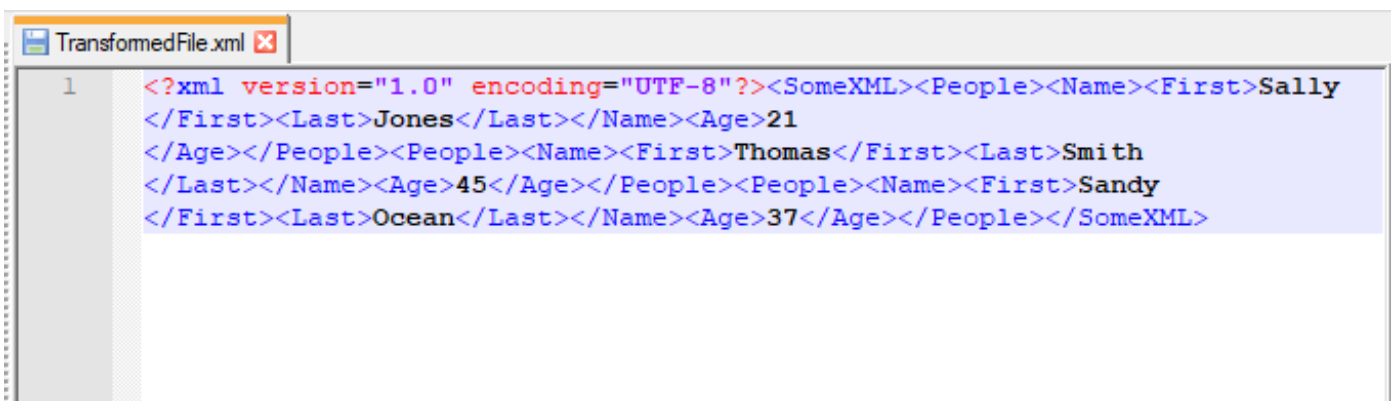 TransformedFile.xml
1 <?xml version="1.0" encoding="UTF-8"?><SomeXML><People><Name><First>Sally
</First><Last>Jones</Last></Name><Age>21
</Age></People><People><Name><First>Thomas</First><Last>Smith
</Last></Name><Age>45</Age></People><People><Name><First>Sandy
</First><Last>Ocean</Last></Name><Age>37</Age></People></SomeXML>